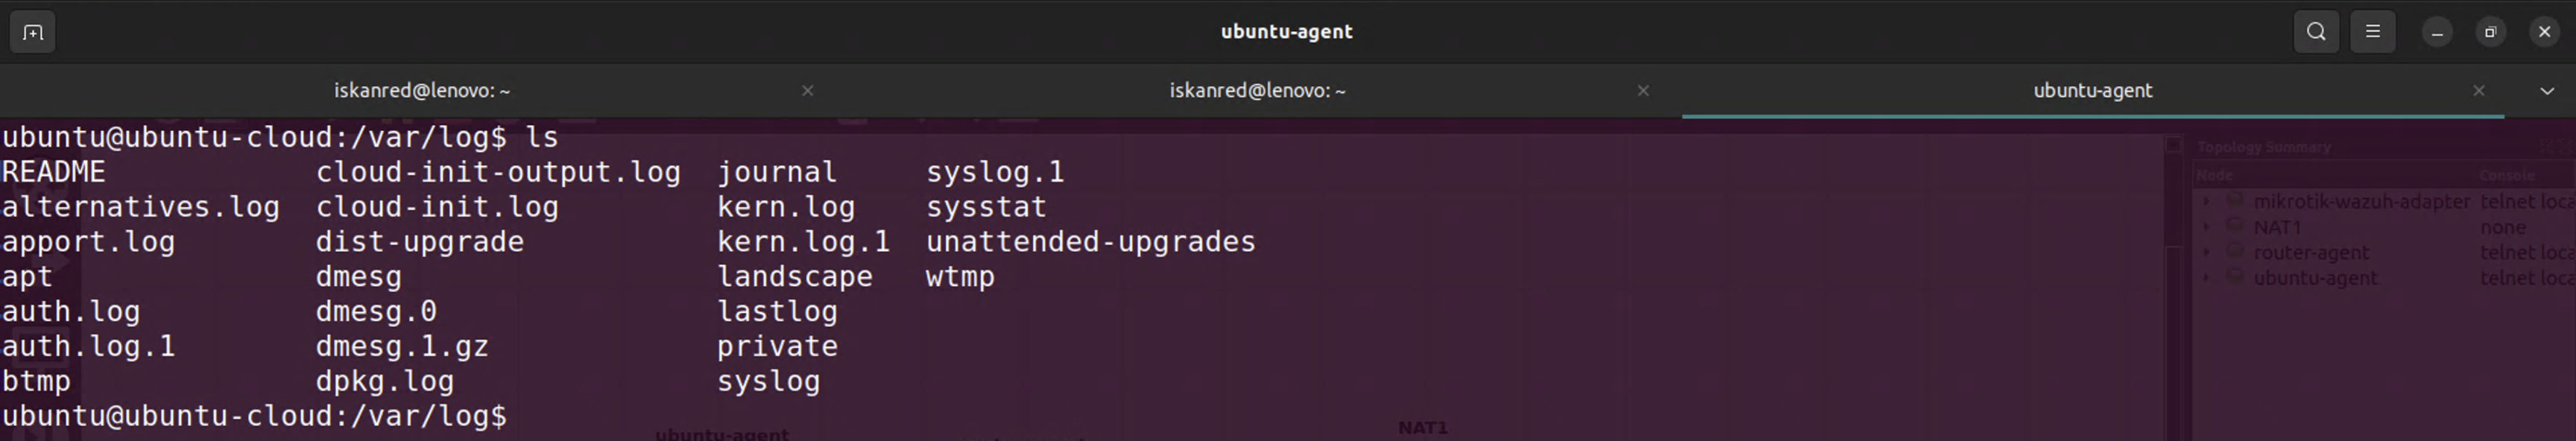 ubuntu-agent
iskanred@lenovo: ~ iskanred@lenovo: ~ ubuntu-agent
ubuntu@ubuntu-cloud:/var/log$ ls
README cloud-init-output.log journal syslog.1
alternatives.log cloud-init.log kern.log sysstat
apport.log dist-upgrade kern.log.1 unattended-upgrades
apt dmesg landscape wtmp
auth.log dmesg.0 lastlog
auth.log.1 dmesg.1.gz private
btmp dpkg.log syslog
ubuntu@ubuntu-cloud:/var/log$
Topology Summary
Node Console
mikrotik-wazuh-adapter telnet loca
NAT1 none
router-agent telnet loca
ubuntu-agent telnet loca
ubuntu-agent NAT1